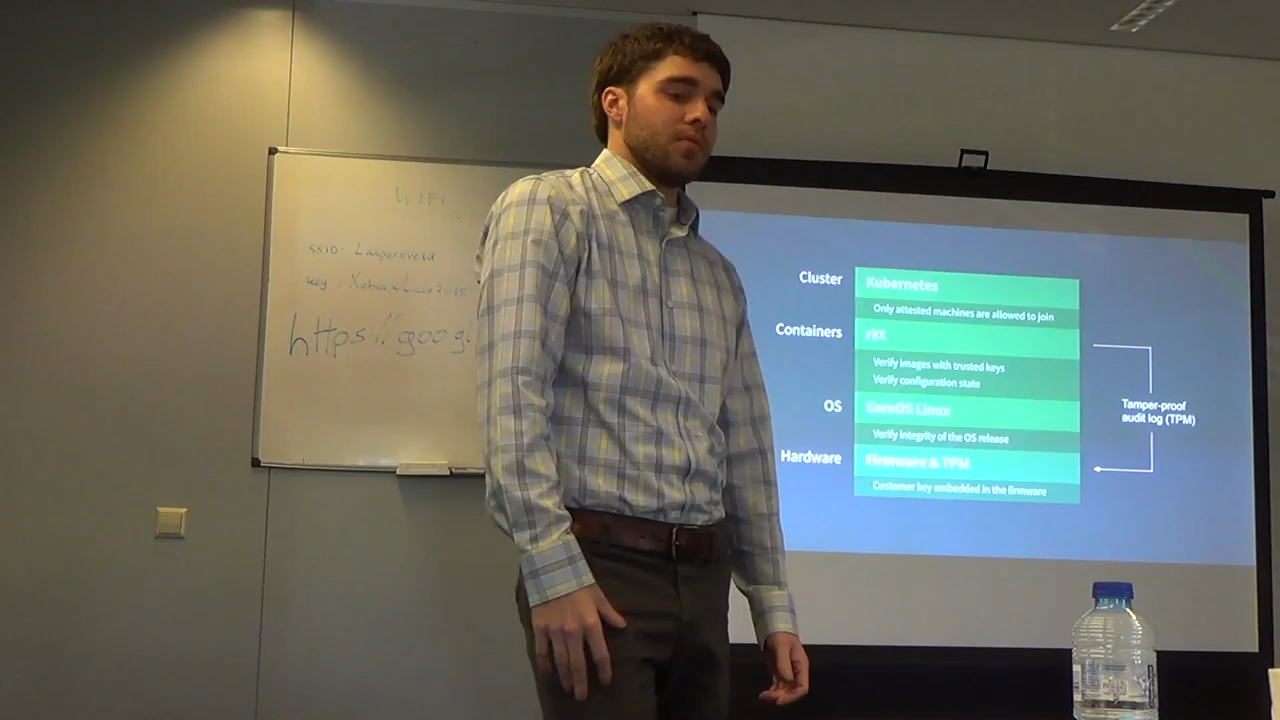 WIFI
SSID: Laapersveld
key:
https://goo.gl
Cluster
Kubernetes
Only attested machines are allowed to join
Containers
rkt
Verify images with trusted keys
Verify configuration state
OS
CoreOS Linux
Verify integrity of the OS release
Hardware
Firmware & TPM
Customer key embedded in the firmware
Tamper-proof
audit log (TPM)